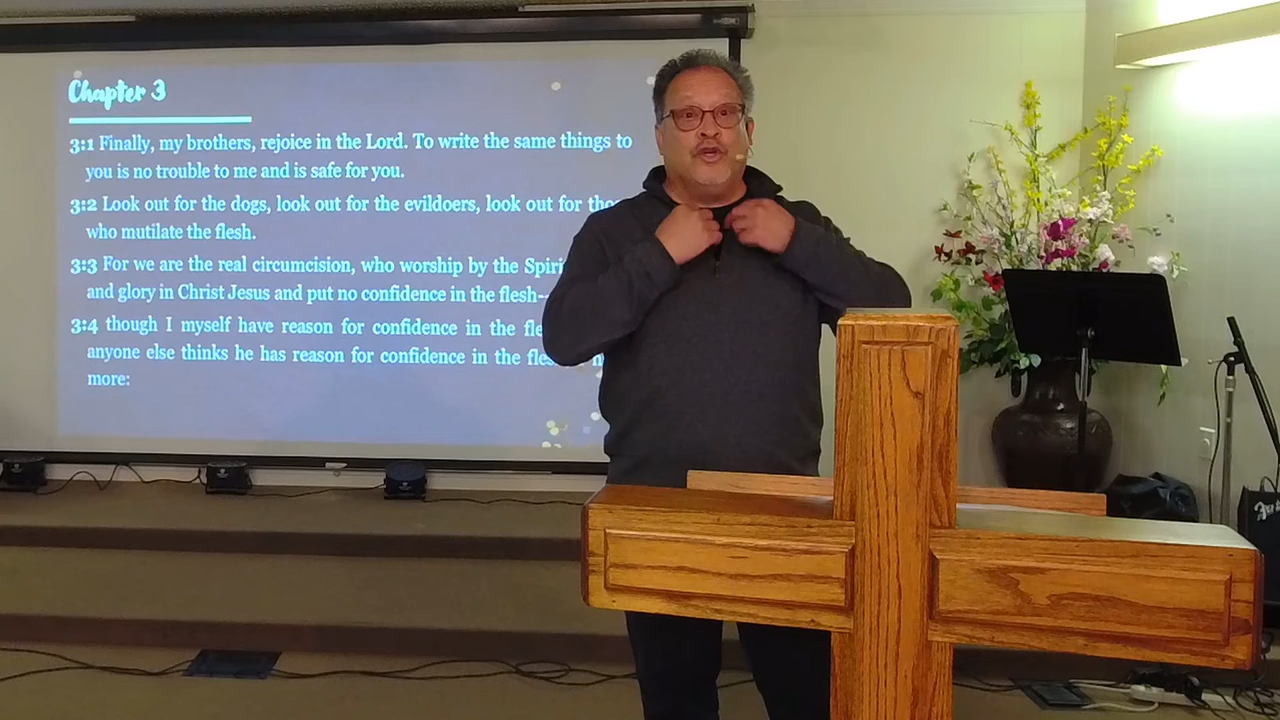 Chapter 3
3:1 Finally, my brothers, rejoice in the Lord. To write the same things to
you is no trouble to me and is safe for you.
3:2 Look out for the dogs, look out for the evildoers, look out for
who mutilate the flesh.
3:3 For we are the real circumcision, who worship by the
and glory in Christ Jesus and put no confidence in the flesh--
3:4 though I myself have reason for confidence in the
anyone else thinks he has reason for confidence in the
more: